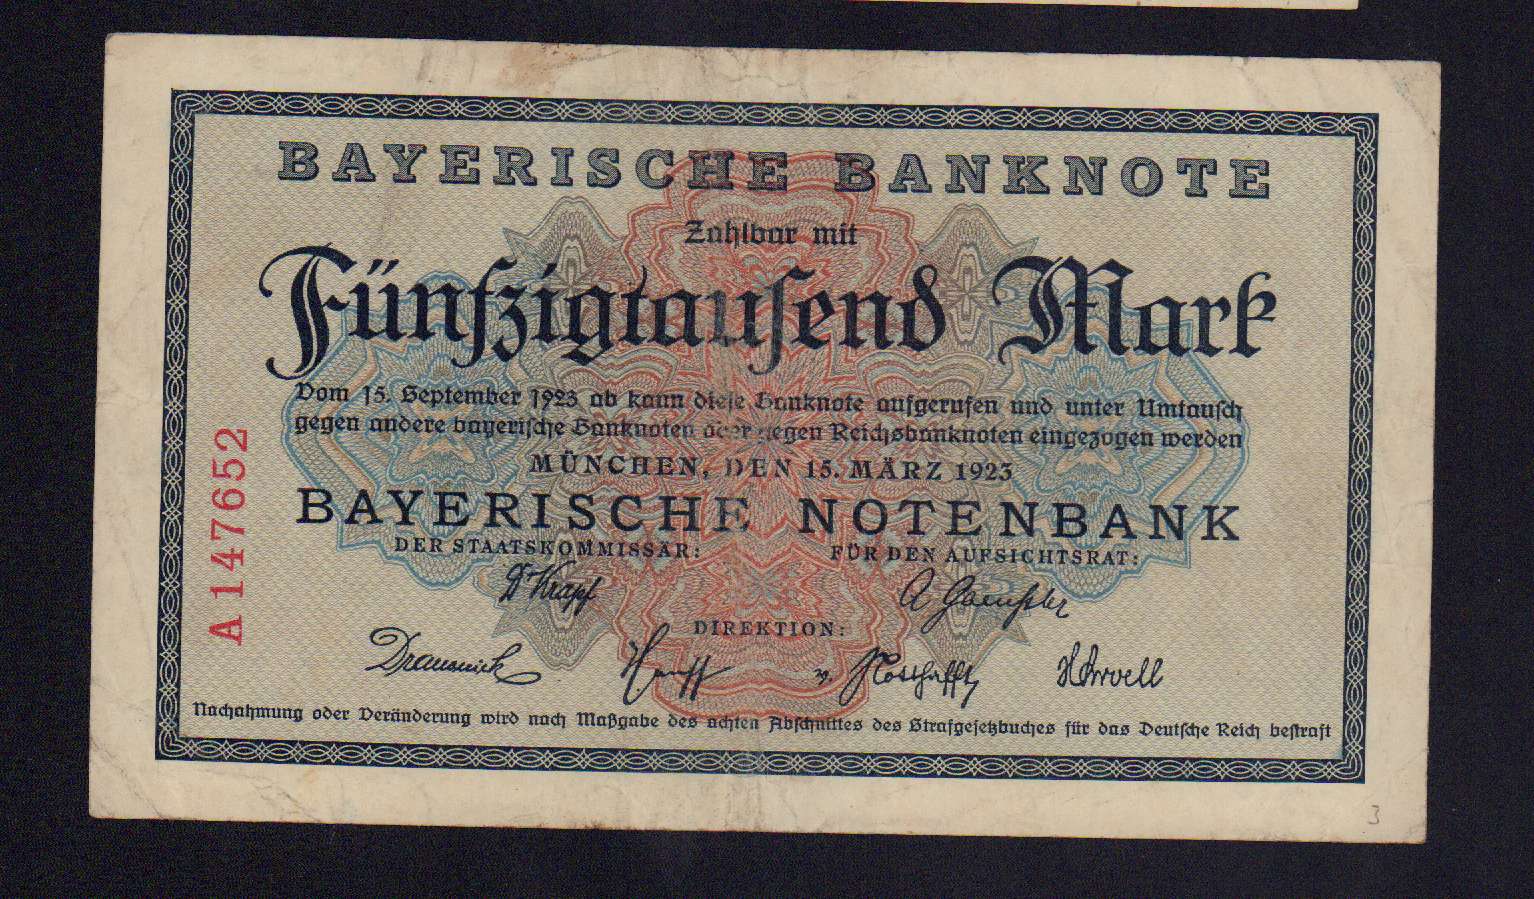 BAYERISCHE BANKNOTE
Zahlbar mit
Fünfzigtausend Mark
Vom 15. September 1923 ab kann diese Banknote aufgerufen und unter Umtausch
gegen andere bayerische Banknoten oder gegen Reichsbanknoten eingezogen werden
MÜNCHEN, DEN 15. MÄRZ 1923
BAYERISCHE NOTENBANK
DER STAATSKOMMISSÄR: FÜR DEN AUFSICHTSRAT:
Dr Krapf
DIREKTION:
Nachahmung oder Veränderung wird nach Maßgabe des achten Abschnittes des Strafgesetzbuches für das Deutsche Reich bestraft
A 147652
3